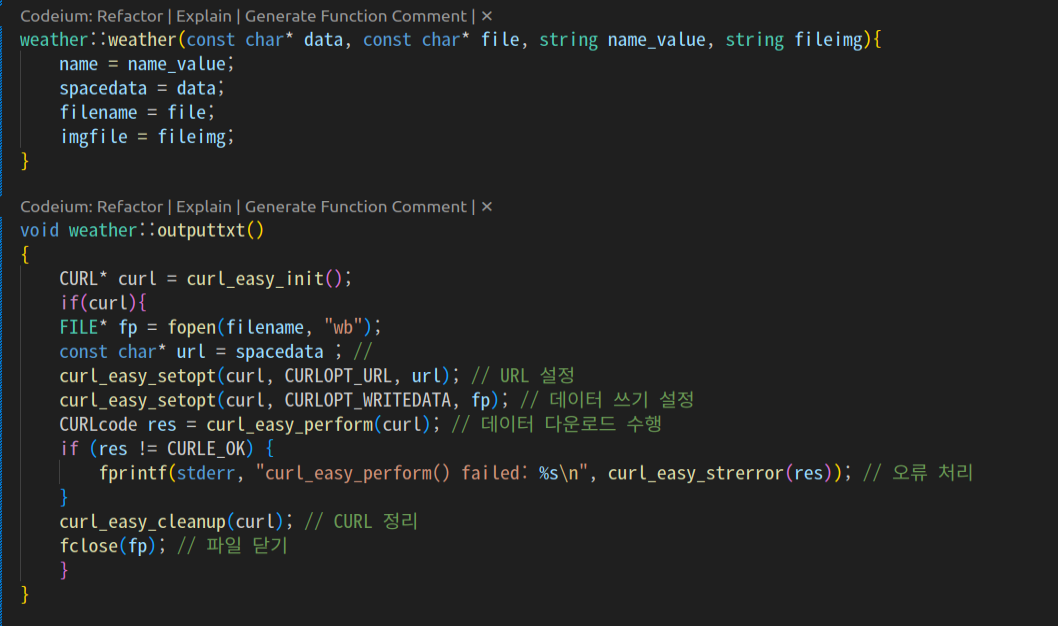 Codeium: Refactor | Explain | Generate Function Comment | ✕
weather::weather(const char* data, const char* file, string name_value, string fileimg){
    name = name_value;
    spacedata = data;
    filename = file;
    imgfile = fileimg;
}
Codeium: Refactor | Explain | Generate Function Comment | ✕
void weather::outputtxt()
{
    CURL* curl = curl_easy_init();
    if(curl){
    FILE* fp = fopen(filename, "wb");
    const char* url = spacedata ; //
    curl_easy_setopt(curl, CURLOPT_URL, url); // URL 설정
    curl_easy_setopt(curl, CURLOPT_WRITEDATA, fp); // 데이터 쓰기 설정
    CURLcode res = curl_easy_perform(curl); // 데이터 다운로드 수행
    if (res != CURLE_OK) {
        fprintf(stderr, "curl_easy_perform() failed: %s\n", curl_easy_strerror(res)); // 오류 처리
    }
    curl_easy_cleanup(curl); // CURL 정리
    fclose(fp); // 파일 닫기
    }
}